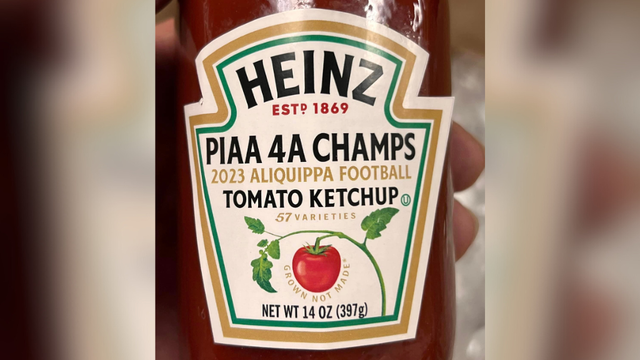 HEINZ
ESTD 1869
PIAA 4A CHAMPS
2023 ALIQUIPPA FOOTBALL
TOMATO KETCHUP U
57 VARIETIES
GROWN NOT MADE®
NET WT 14 OZ (397g)